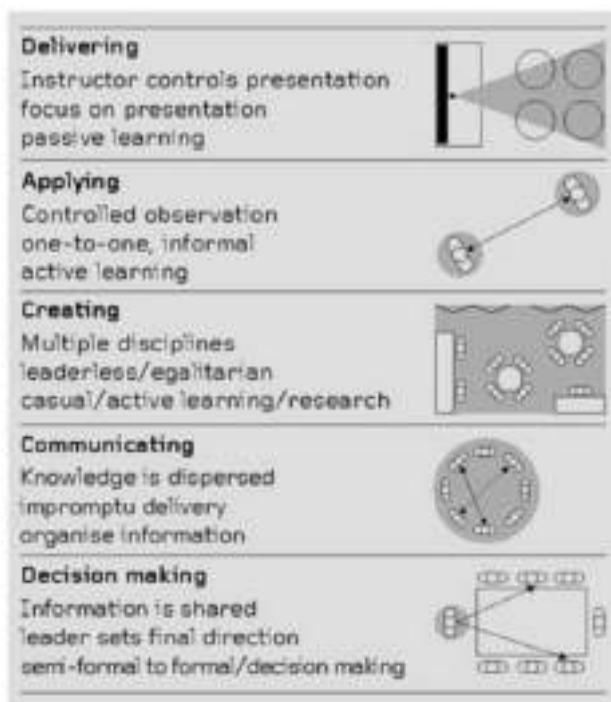 Delivering
Instructor controls presentation
focus on presentation
passive learning
Applying
Controlled observation
one-to-one, informal
active learning
Creating
Multiple disciplines
leaderless/egalitarian
casual/active learning/research
Communicating
Knowledge is dispersed
impromptu delivery
organise information
Decision making
Information is shared
leader sets final direction
semi-formal to formal/decision making